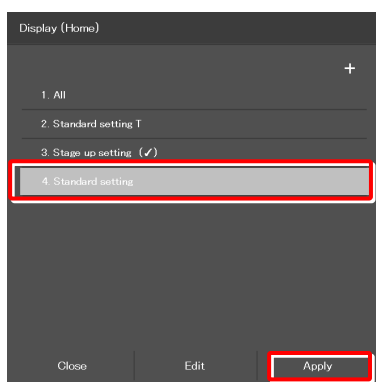 Display (Home)
+
1. All
2. Standard setting T
3. Stage up setting (✓)
4. Standard setting
Close Edit Apply